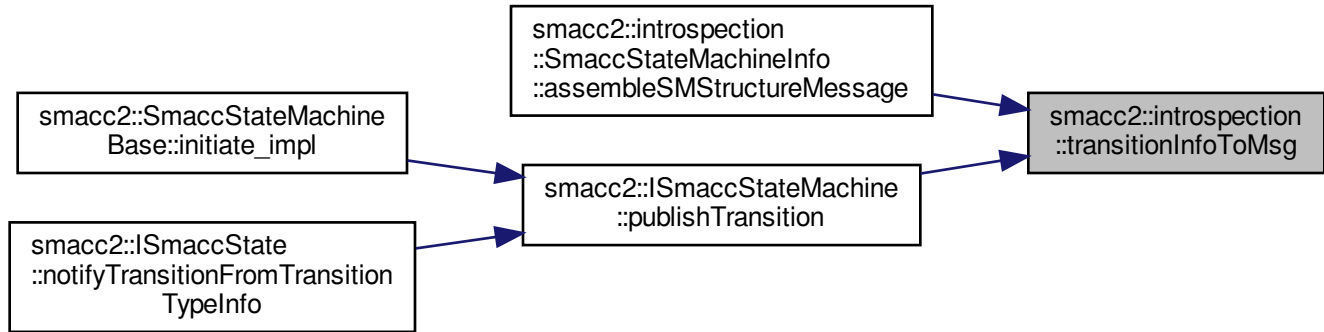 smacc2::introspection
::SmaccStateMachineInfo
::assembleSMStructureMessage
smacc2::SmaccStateMachine
Base::initiate_impl
smacc2::introspection
::transitionInfoToMsg
smacc2::ISmaccStateMachine
::publishTransition
smacc2::ISmaccState
::notifyTransitionFromTransition
TypeInfo